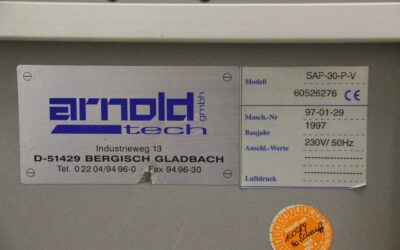 arnold gmbh
tech
Industrieweg 13
D-51429 BERGISCH GLADBACH
Tel. 0 22 04/94 96-0 - Fax 94 96-30
Modell SAP-30-P-V
60526276 CE
Masch.-Nr 97-01-29
Baujahr 1997
Anschl.-Werte 230V/ 50Hz
Luftdruck